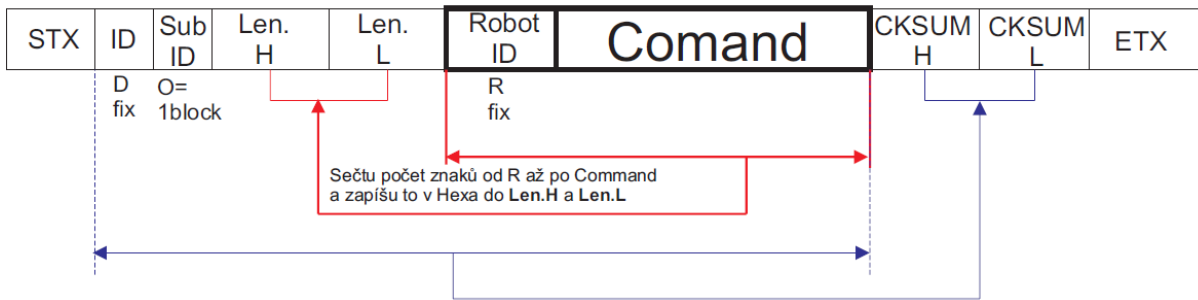 STX
ID
Sub
ID
Len.
H
Len.
L
Robot
ID
Comand
CKSUM
H
CKSUM
L
ETX
D
fix
O=
1block
R
fix
Sečtu počet znaků od R až po Command
a zapíšu to v Hexa do Len.H a Len.L